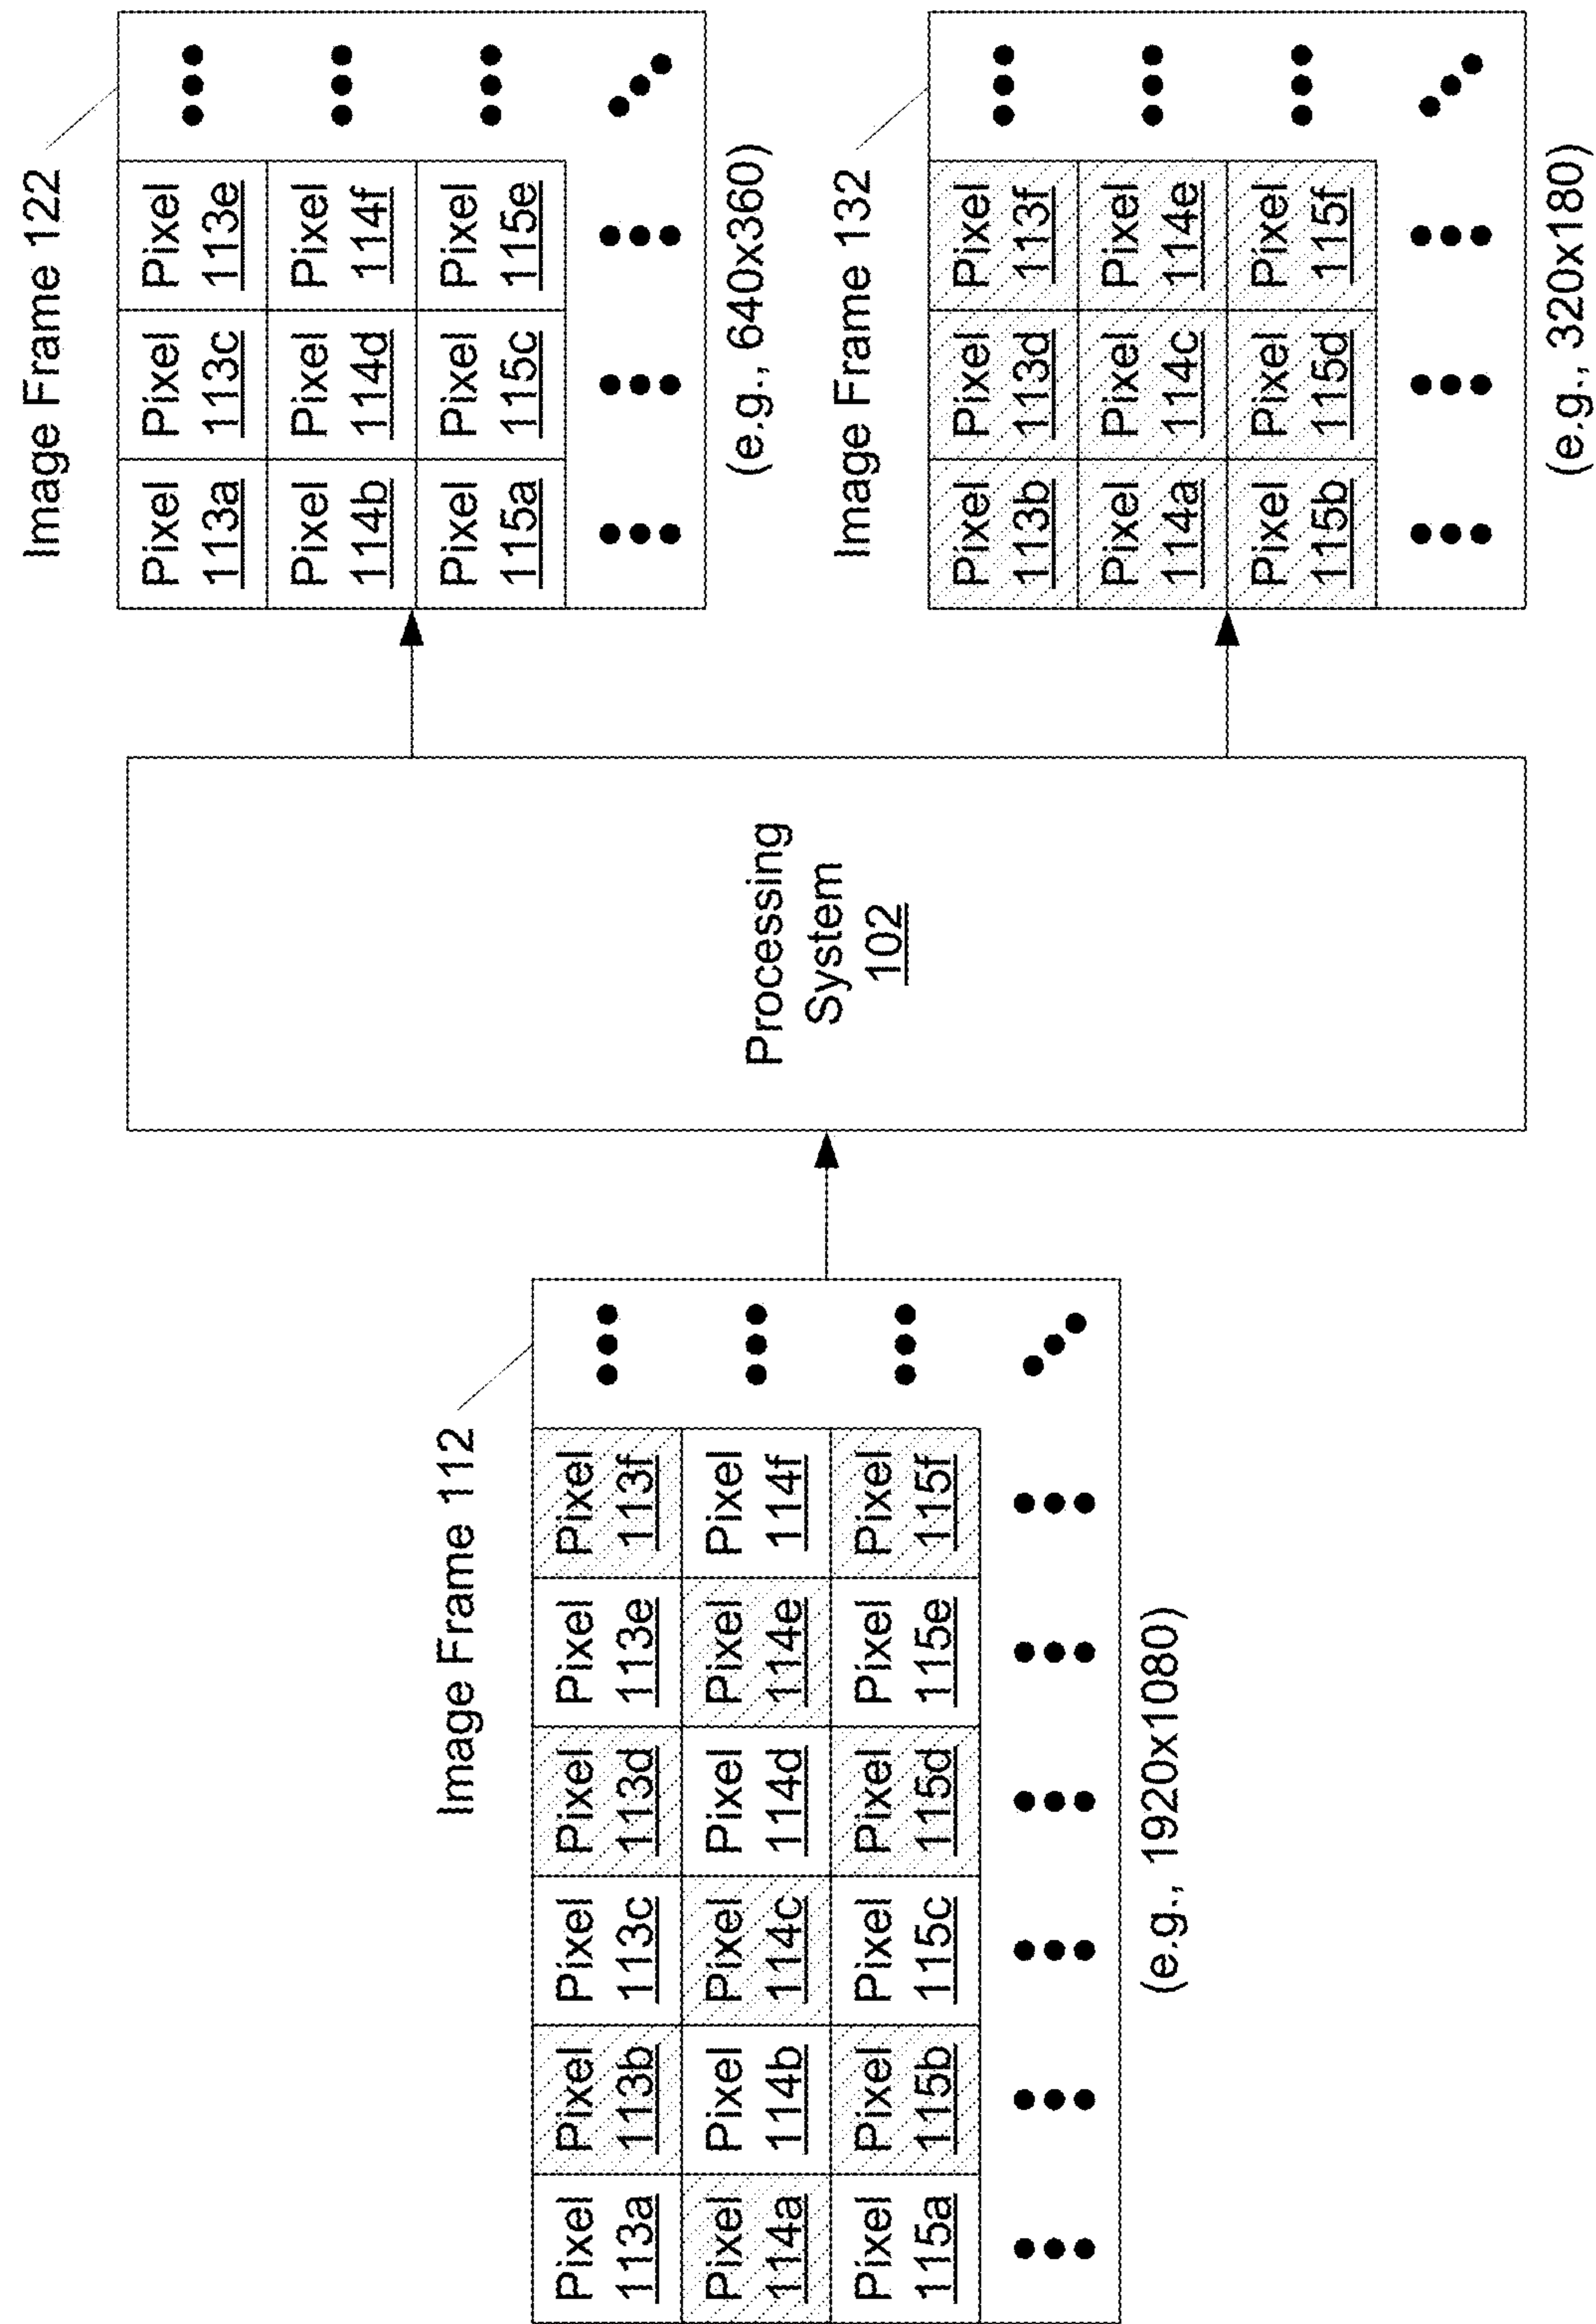 Image Frame 112
Pixel 113a Pixel 113b Pixel 113c Pixel 113d Pixel 113e Pixel 113f
Pixel 114a Pixel 114b Pixel 114c Pixel 114d Pixel 114e Pixel 114f
Pixel 115a Pixel 115b Pixel 115c Pixel 115d Pixel 115e Pixel 115f
(e.g., 1920x1080)
Processing
System
102
Image Frame 122
Pixel 113a Pixel 113c Pixel 113e
Pixel 114b Pixel 114d Pixel 114f
Pixel 115a Pixel 115c Pixel 115e
(e.g., 640x360)
Image Frame 132
Pixel 113b Pixel 113d Pixel 113f
Pixel 114a Pixel 114c Pixel 114e
Pixel 115b Pixel 115d Pixel 115f
(e.g., 320x180)